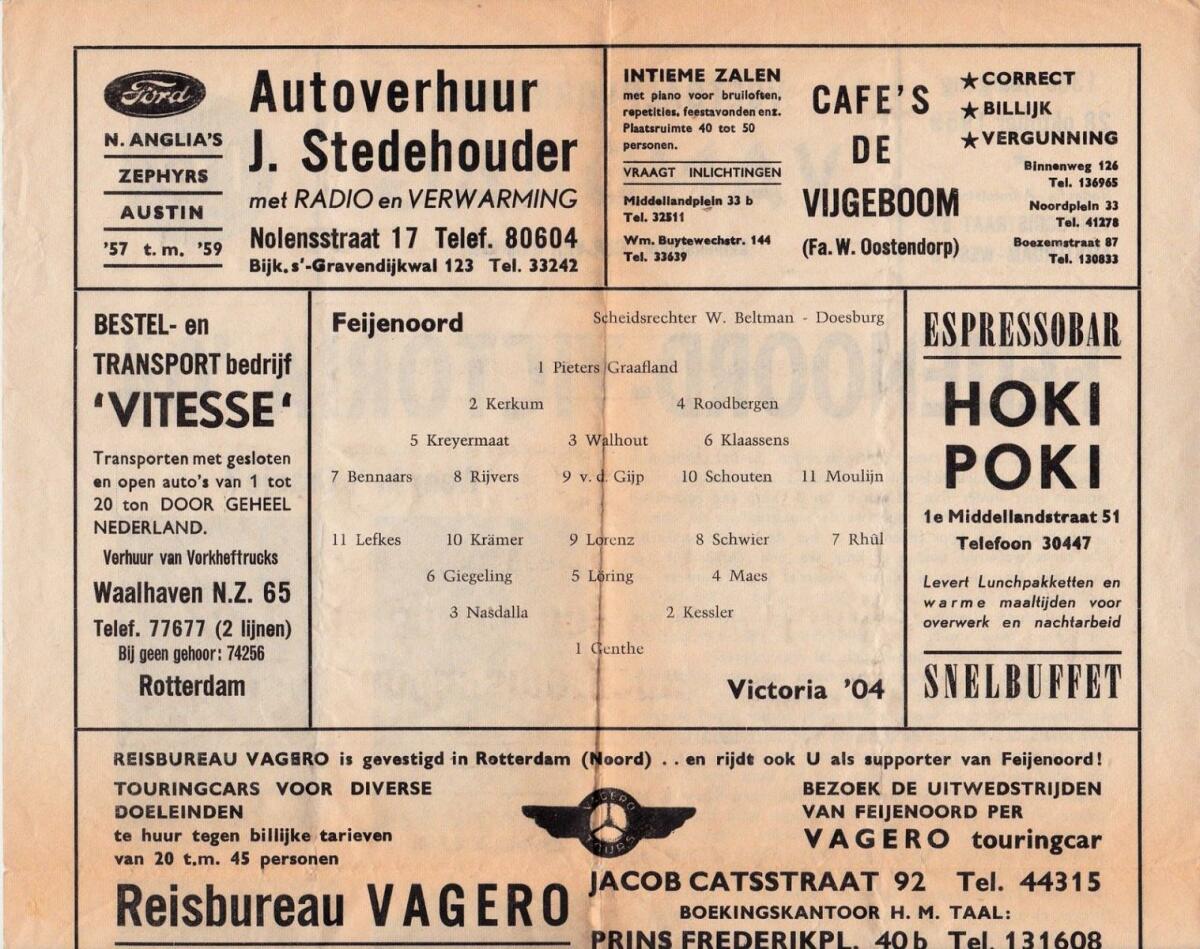 Ford
N. ANGLIA'S
ZEPHYRS
AUSTIN
'57 t.m. '59
Autoverhuur
J. Stedehouder
met RADIO en VERWARMING
Nolensstraat 17 Telef. 80604
Bijk. s'-Gravendijkwal 123 Tel. 33242
INTIEME ZALEN
met piano voor bruiloften,
repetities, feestavonden enz.
Plaatsruimte 40 tot 50
personen.
VRAAGT INLICHTINGEN
Middellandplein 33 b
Tel. 32511
Wm. Buytewechstr. 144
Tel. 33639
CAFE'S
DE
VIJGEBOOM
(Fa. W. Oostendorp)
★ CORRECT
★ BILLIJK
★ VERGUNNING
Binnenweg 126
Tel. 136965
Noordplein 33
Tel. 41278
Boezemstraat 87
Tel. 130833
BESTEL- en
TRANSPORT bedrijf
'VITESSE'
Transporten met gesloten
en open auto's van 1 tot
20 ton DOOR GEHEEL
NEDERLAND.
Verhuur van Vorkheftrucks
Waalhaven N.Z. 65
Telef. 77677 (2 lijnen)
Bij geen gehoor: 74256
Rotterdam
Feijenoord
Scheidsrechter W. Beltman - Doesburg
1 Pieters Graafland
2 Kerkum 4 Roodbergen
5 Kreyermaat 3 Walhout 6 Klaassens
7 Bennaars 8 Rijvers 9 v. d. Gijp 10 Schouten 11 Moulijn
11 Lefkes 10 Krämer 9 Lorenz 8 Schwier 7 Rhûl
6 Giegeling 5 Löring 4 Maes
3 Nasdalla 2 Kessler
1 Genthe
Victoria '04
ESPRESSOBAR
HOKI
POKI
1e Middellandstraat 51
Telefoon 30447
Levert Lunchpakketten en
warme maaltijden voor
overwerk en nachtarbeid
SNELBUFFET
REISBUREAU VAGERO is gevestigd in Rotterdam (Noord) . . en rijdt ook U als supporter van Feijenoord!
TOURINGCARS VOOR DIVERSE
DOELEINDEN
te huur tegen billijke tarieven
van 20 t.m. 45 personen
Reisbureau VAGERO
VAGERO
TOURS
BEZOEK DE UITWEDSTRIJDEN
VAN FEIJENOORD PER
VAGERO touringcar
JACOB CATSSTRAAT 92 Tel. 44315
BOEKINGSKANTOOR H. M. TAAL:
PRINS FREDERIKPL. 40 b Tel. 131608